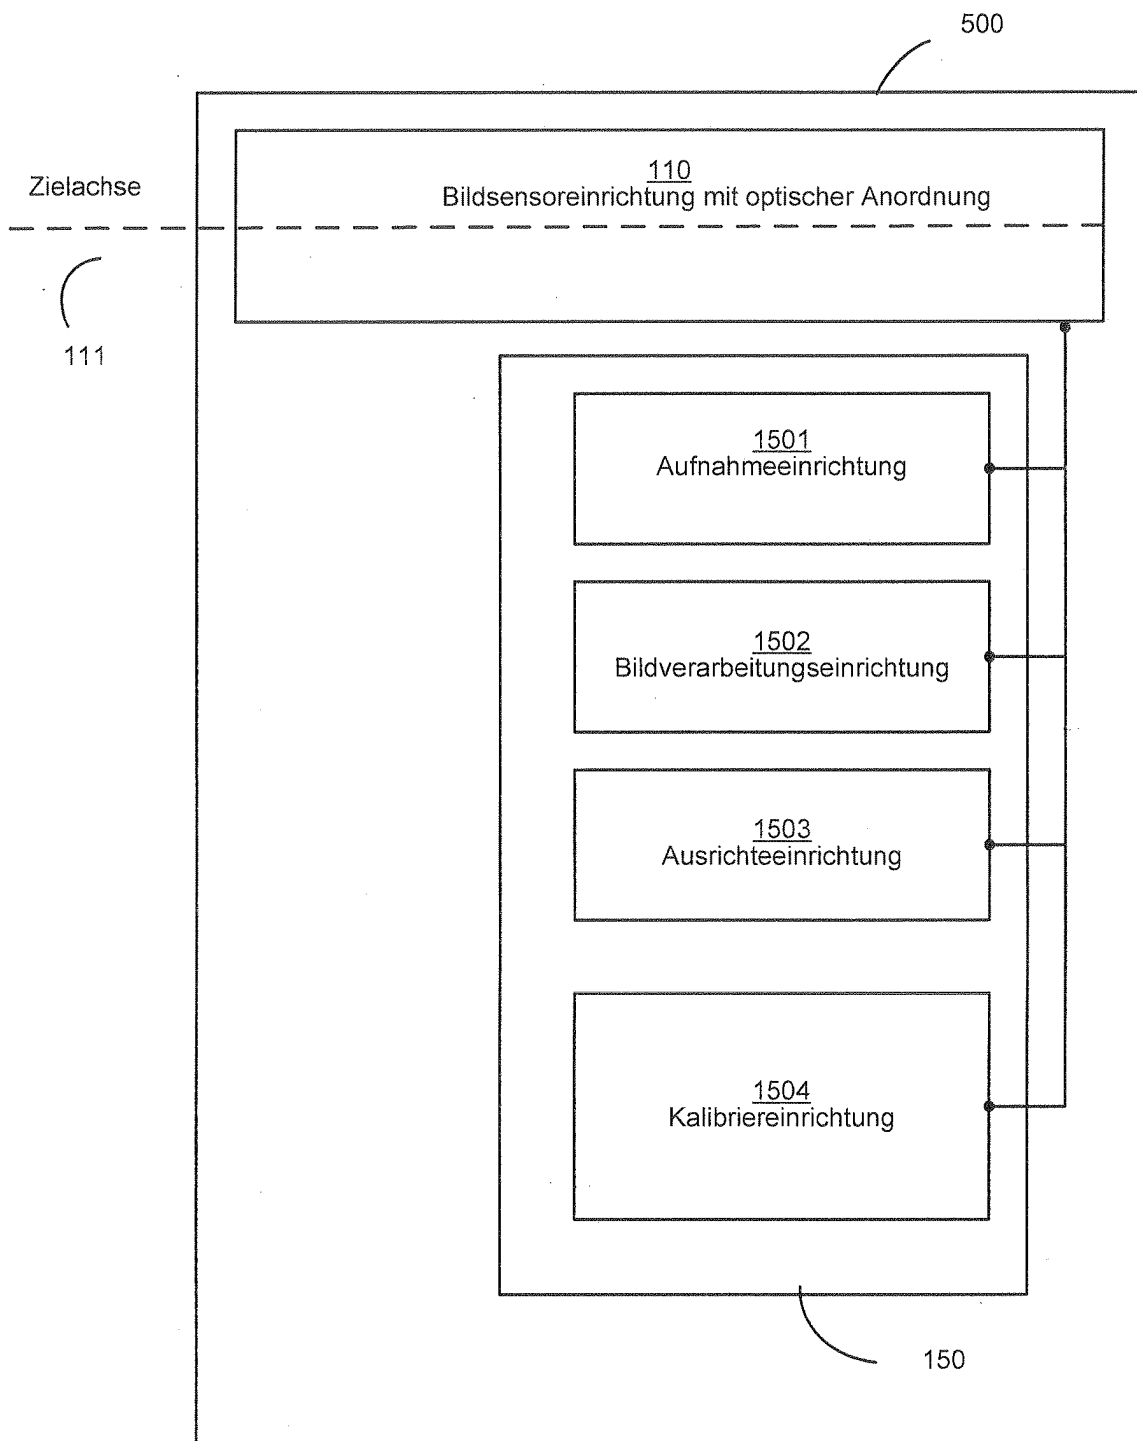 500
Zielachse
110
Bildsensoreinrichtung mit optischer Anordnung
111
1501
Aufnahmeeinrichtung
1502
Bildverarbeitungseinrichtung
1503
Ausrichteeinrichtung
1504
Kalibriereinrichtung
150